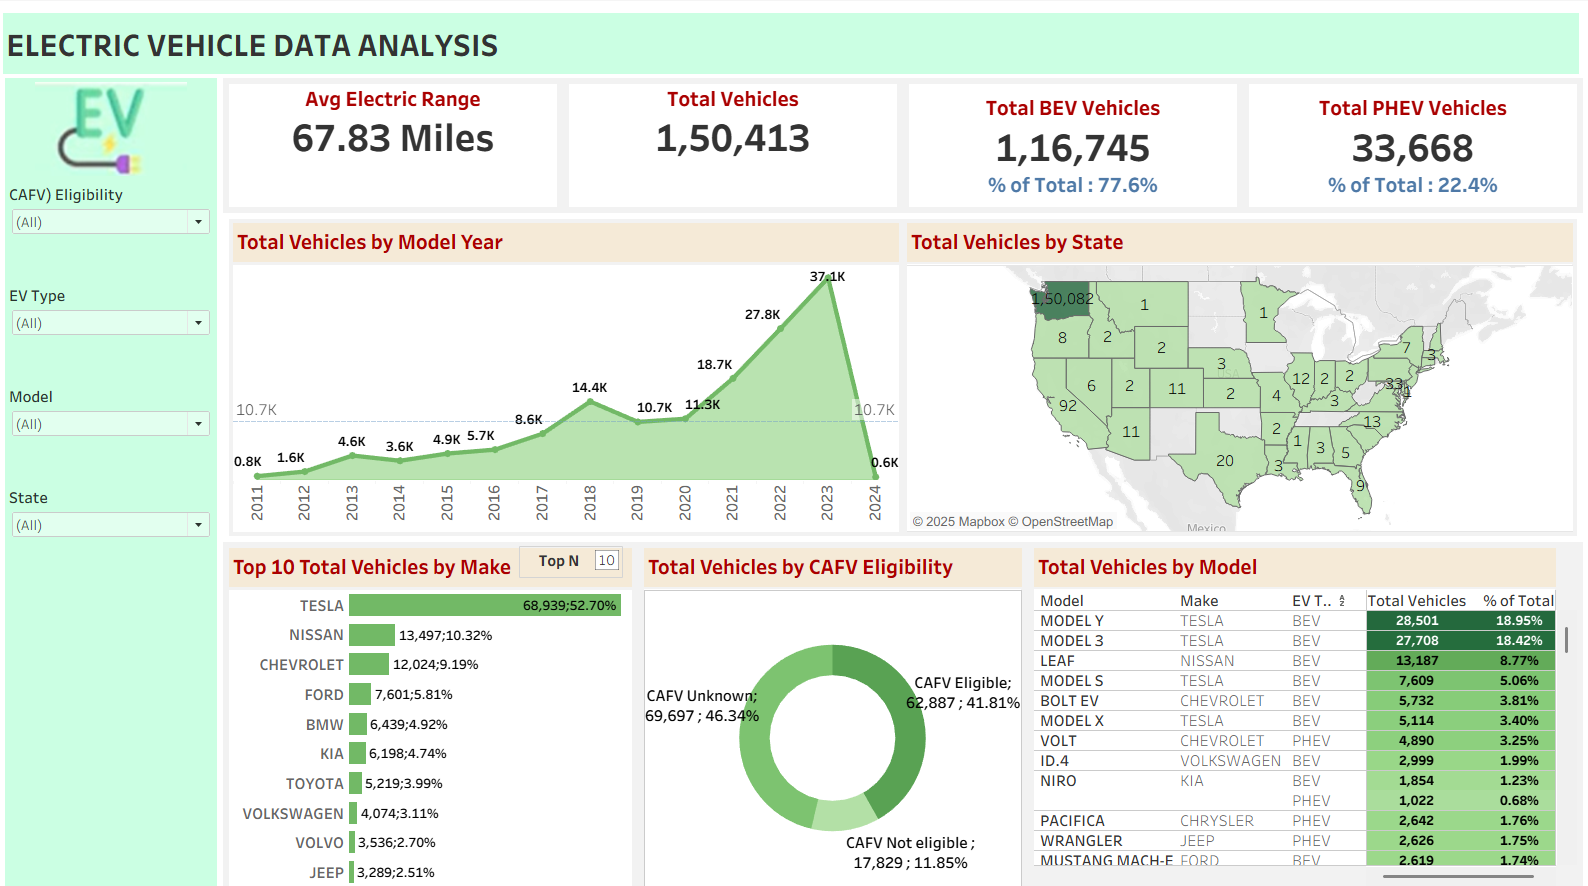 ELECTRIC VEHICLE DATA ANALYSIS
EV
CAFV) Eligibility
(All)
EV Type
(All)
Model
(All)
State
(All)
Avg Electric Range
67.83 Miles
Total Vehicles
1,50,413
Total BEV Vehicles
1,16,745
% of Total : 77.6%
Total PHEV Vehicles
33,668
% of Total : 22.4%
Total Vehicles by Model Year
37.1K
27.8K
18.7K
14.4K
10.7K
10.7K
11.3K
10.7K
8.6K
4.6K
3.6K
4.9K
5.7K
0.8K
1.6K
0.6K
2011
2012
2013
2014
2015
2016
2017
2018
2019
2020
2021
2022
2023
2024
Total Vehicles by State
1,50,082
1
1
8
2
2
7
3
3
6
2
11
2
12
2
2
33
1
92
4
3
13
11
2
1
3
5
20
3
9
USA
Mexico
© 2025 Mapbox © OpenStreetMap
Top 10 Total Vehicles by Make
Top N
10
TESLA 68,939;52.70%
NISSAN 13,497;10.32%
CHEVROLET 12,024;9.19%
FORD 7,601;5.81%
BMW 6,439;4.92%
KIA 6,198;4.74%
TOYOTA 5,219;3.99%
VOLKSWAGEN 4,074;3.11%
VOLVO 3,536;2.70%
JEEP 3,289;2.51%
Total Vehicles by CAFV Eligibility
CAFV Unknown;
69,697 ; 46.34%
CAFV Eligible;
62,887 ; 41.81%
CAFV Not eligible ;
17,829 ; 11.85%
Total Vehicles by Model
Model Make EV T.. Total Vehicles % of Total
MODEL Y TESLA BEV 28,501 18.95%
MODEL 3 TESLA BEV 27,708 18.42%
LEAF NISSAN BEV 13,187 8.77%
MODEL S TESLA BEV 7,609 5.06%
BOLT EV CHEVROLET BEV 5,732 3.81%
MODEL X TESLA BEV 5,114 3.40%
VOLT CHEVROLET PHEV 4,890 3.25%
ID.4 VOLKSWAGEN BEV 2,999 1.99%
NIRO KIA BEV 1,854 1.23%
PHEV 1,022 0.68%
PACIFICA CHRYSLER PHEV 2,642 1.76%
WRANGLER JEEP PHEV 2,626 1.75%
MUSTANG MACH-E FORD BEV 2,619 1.74%